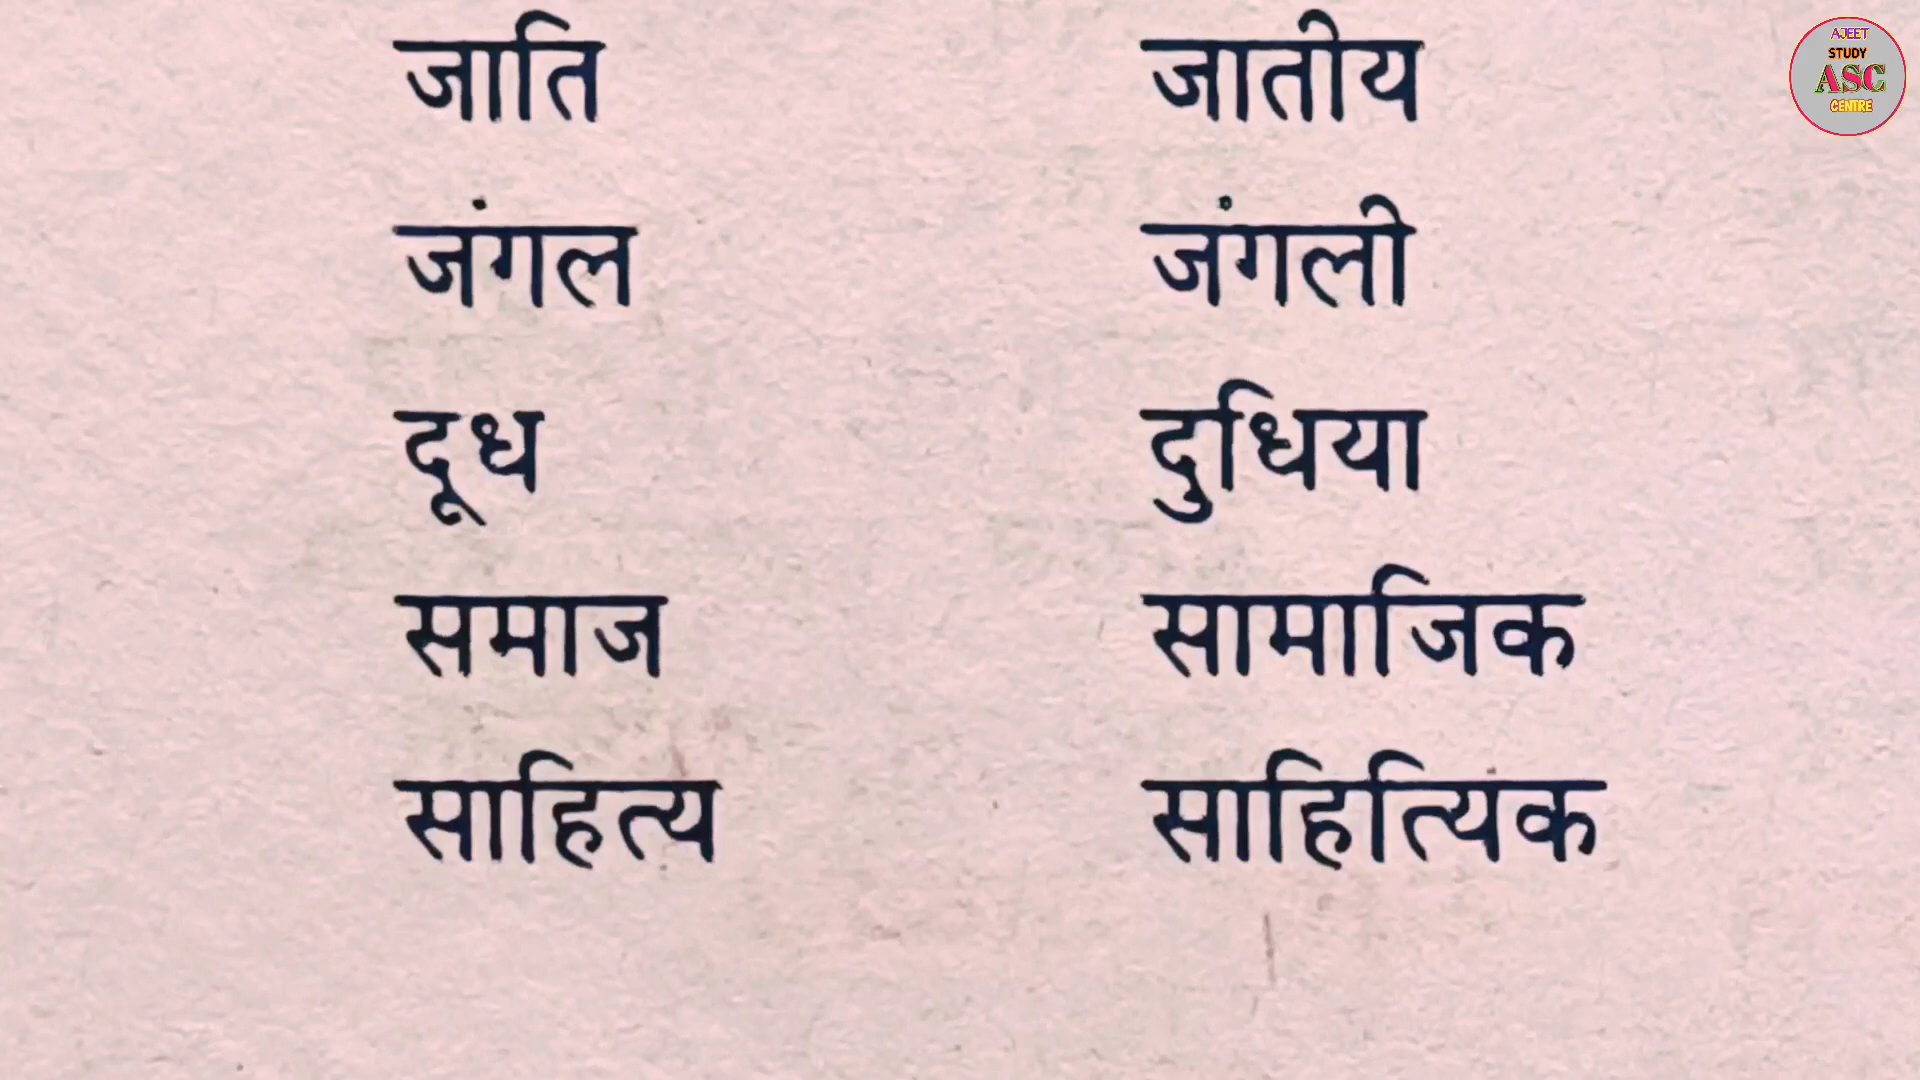 जाति जातीय
जंगल जंगली
दूध दुधिया
समाज सामाजिक
साहित्य साहित्यिक
AJEET
STUDY
ASC
CENTRE